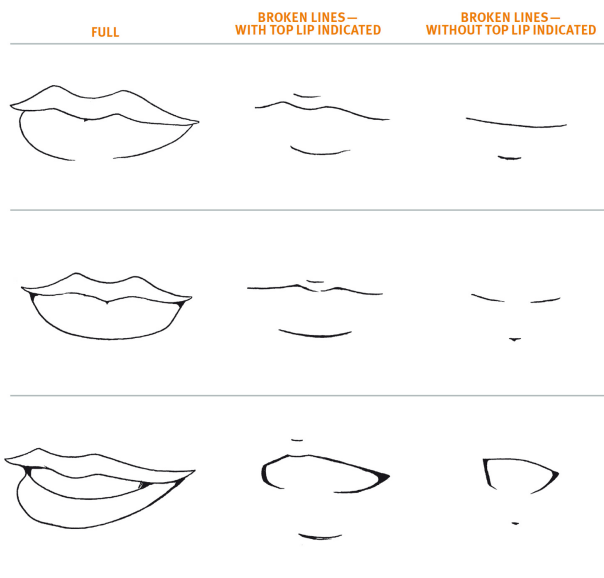 FULL
BROKEN LINES—
WITH TOP LIP INDICATED
BROKEN LINES—
WITHOUT TOP LIP INDICATED